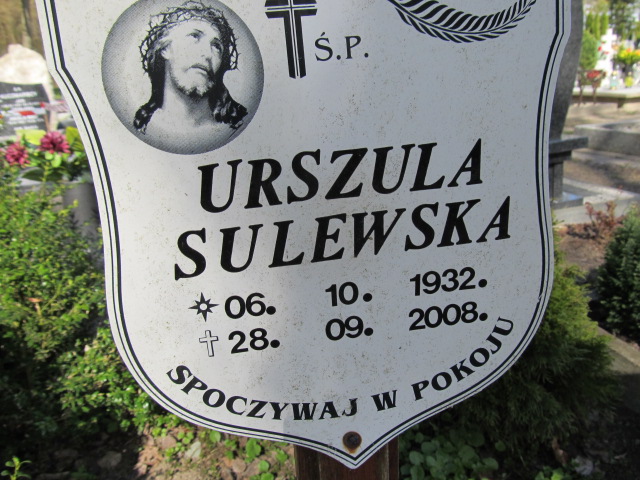 Ś.P.
URSZULA
SULEWSKA
06. 10. 1932.
28. 09. 2008.
SPOCZYWAJ W POKOJU